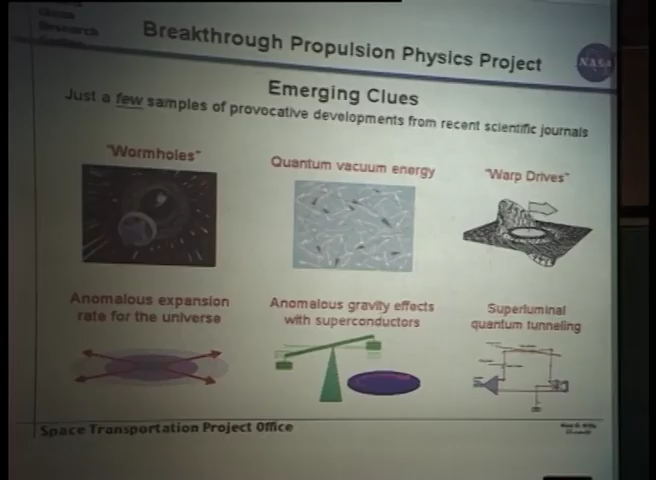 Research
Breakthrough Propulsion Physics Project
NASA
Emerging Clues
Just a few samples of provocative developments from recent scientific journals
"Wormholes"
Quantum vacuum energy
"Warp Drives"
Anomalous expansion
rate for the universe
Anomalous gravity effects
with superconductors
Superluminal
quantum tunneling
Space Transportation Project Office